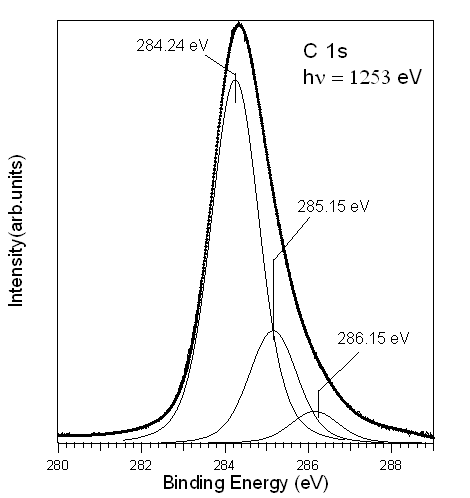 284.24 eV
C 1s
hν = 1253 eV
285.15 eV
286.15 eV
Intensity(arb.units)
280 282 284 286 288
Binding Energy (eV)